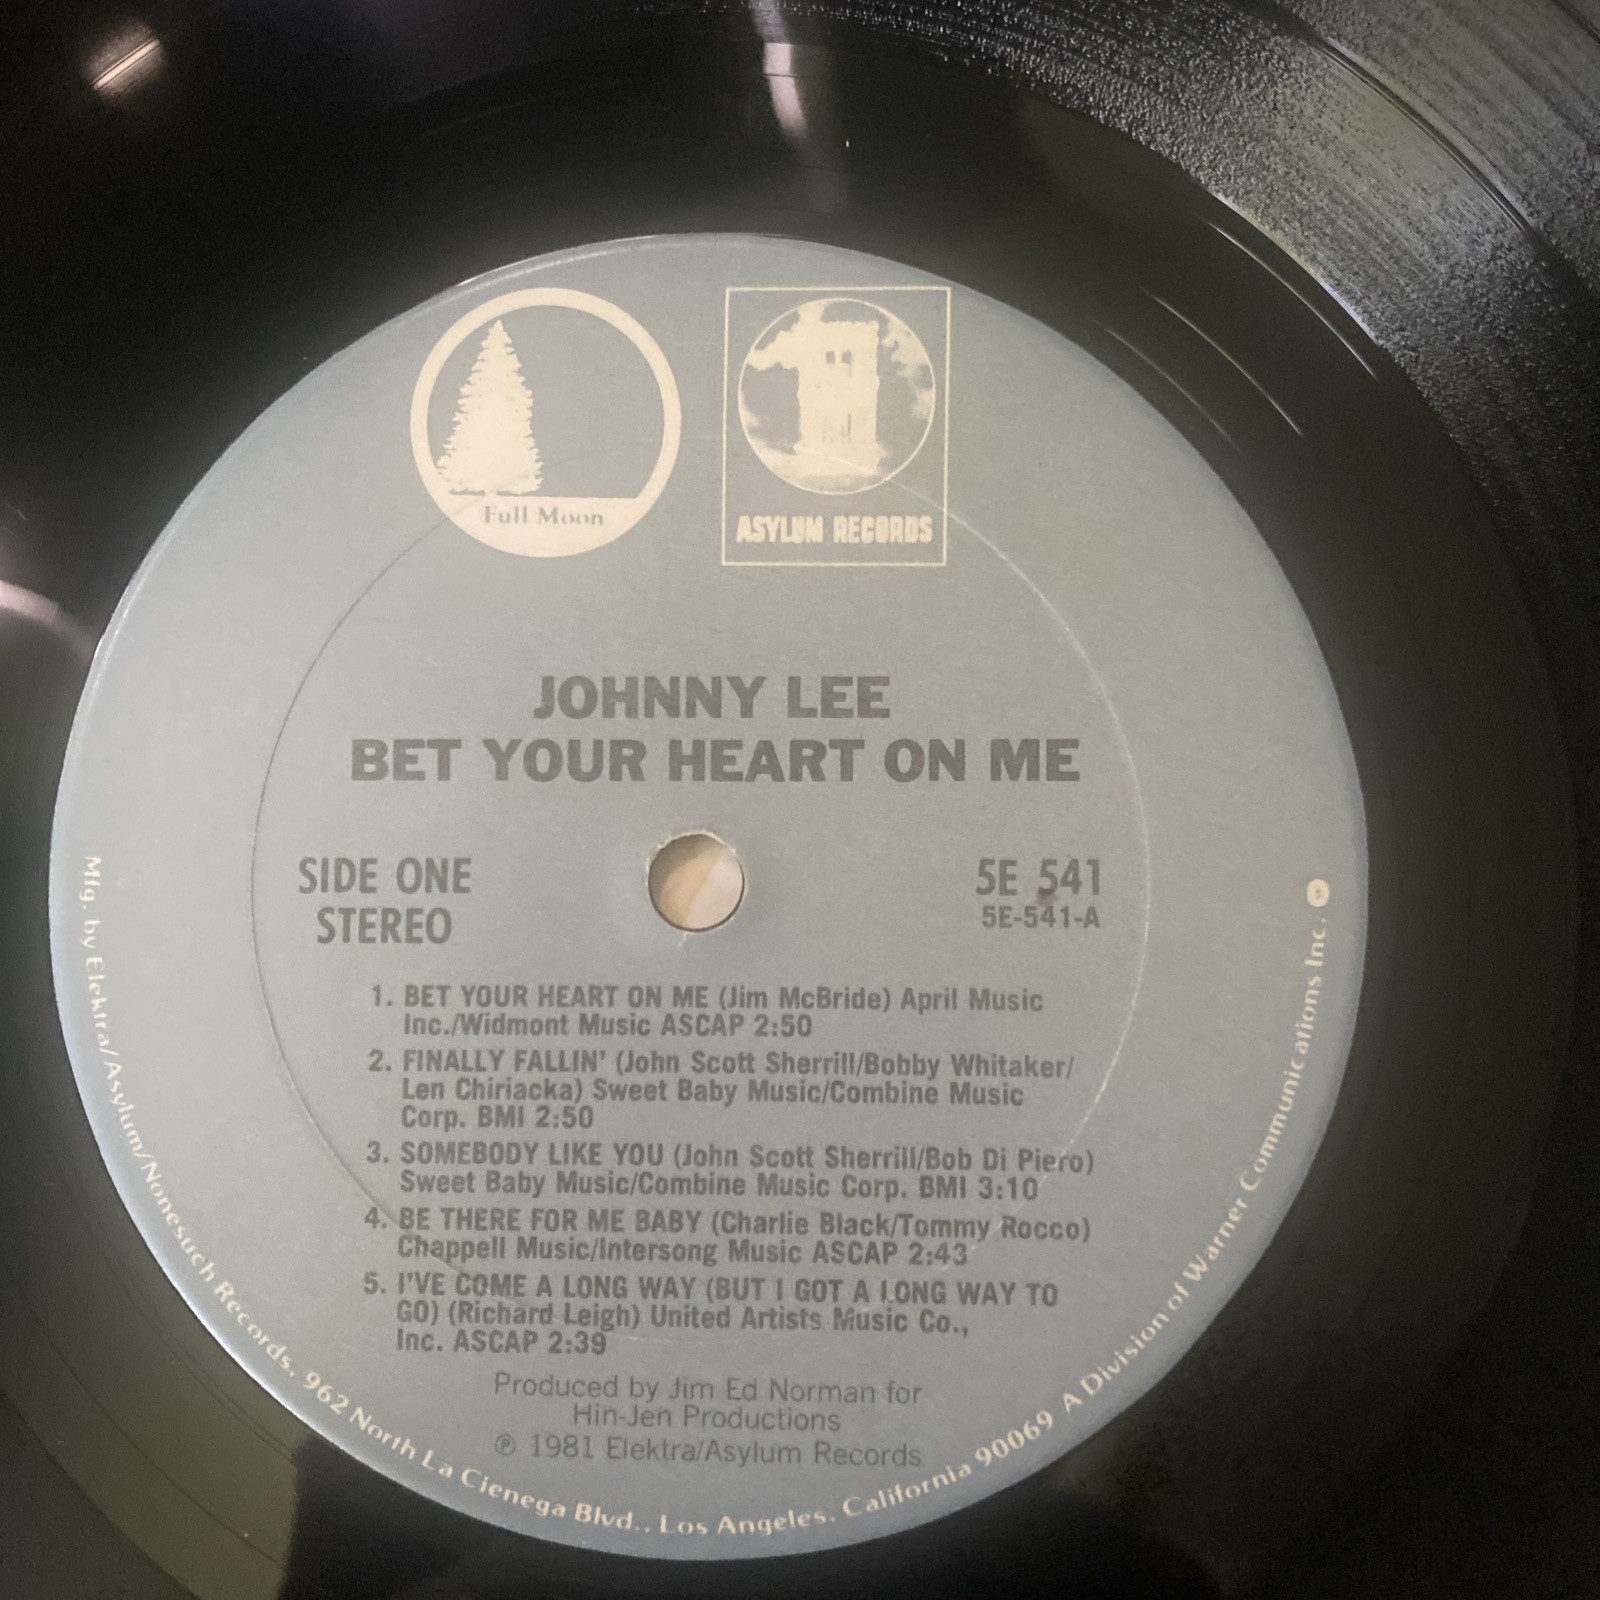 Full Moon
ASYLUM RECORDS
JOHNNY LEE
BET YOUR HEART ON ME
SIDE ONE
STEREO
5E 541
5E-541-A
1. BET YOUR HEART ON ME (Jim McBride) April Music
Inc./Widmont Music ASCAP 2:50
2. FINALLY FALLIN' (John Scott Sherrill/Bobby Whitaker/
Len Chiriacka) Sweet Baby Music/Combine Music
Corp. BMI 2:50
3. SOMEBODY LIKE YOU (John Scott Sherrill/Bob Di Piero)
Sweet Baby Music/Combine Music Corp. BMI 3:10
4. BE THERE FOR ME BABY (Charlie Black/Tommy Rocco)
Chappell Music/Intersong Music ASCAP 2:43
5. I'VE COME A LONG WAY (BUT I GOT A LONG WAY TO
GO) (Richard Leigh) United Artists Music Co.,
Inc. ASCAP 2:39
Produced by Jim Ed Norman for
Hin-Jen Productions
℗ 1981 Elektra/Asylum Records
Mfg. by Elektra/Asylum/Nonesuch Records, 962 North La Cienega Blvd., Los Angeles, California 90069 A Division of Warner Communications Inc.